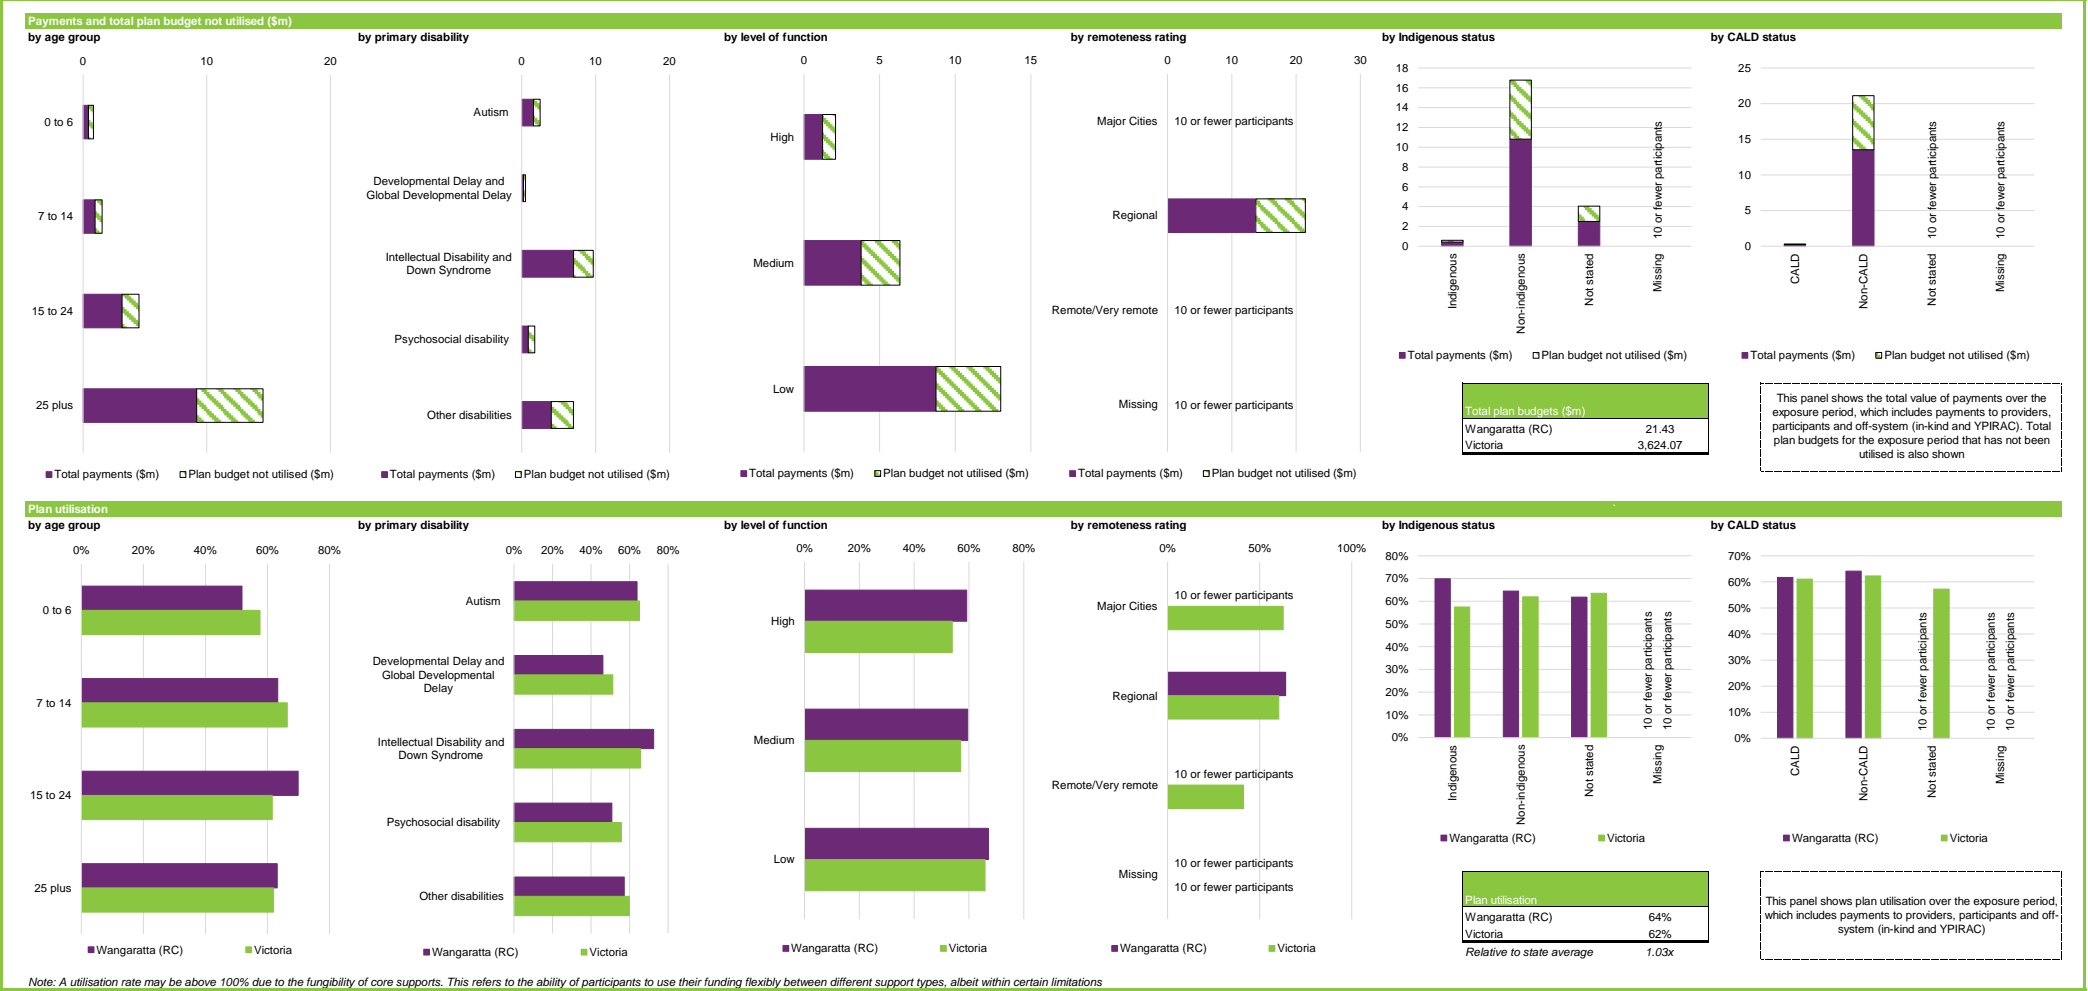 Payments and total plan budget not utilised ($m)
by age group
0 10 20
0 to 6
7 to 14
15 to 24
25 plus
Total payments ($m) Plan budget not utilised ($m)
by primary disability
0 10 20
Autism
Developmental Delay and
Global Developmental Delay
Intellectual Disability and
Down Syndrome
Psychosocial disability
Other disabilities
Total payments ($m) Plan budget not utilised ($m)
by level of function
0 5 10 15
High
Medium
Low
Total payments ($m) Plan budget not utilised ($m)
by remoteness rating
0 10 20 30
Major Cities 10 or fewer participants
Regional
Remote/Very remote 10 or fewer participants
Missing 10 or fewer participants
Total payments ($m) Plan budget not utilised ($m)
by Indigenous status
18
16
14
12
10
8
6
4
2
0
10 or fewer participants
Indigenous
Non-indigenous
Not stated
Missing
Total payments ($m) Plan budget not utilised ($m)
Total plan budgets ($m)
Wangaratta (RC) 21.43
Victoria 3,624.07
by CALD status
25
20
15
10
5
0
10 or fewer participants
10 or fewer participants
CALD
Non-CALD
Not stated
Missing
Total payments ($m) Plan budget not utilised ($m)
This panel shows the total value of payments over the
exposure period, which includes payments to providers,
participants and off-system (in-kind and YPIRAC). Total
plan budgets for the exposure period that has not been
utilised is also shown
Plan utilisation
by age group
0% 20% 40% 60% 80%
0 to 6
7 to 14
15 to 24
25 plus
Wangaratta (RC) Victoria
by primary disability
0% 20% 40% 60% 80%
Autism
Developmental Delay and
Global Developmental
Delay
Intellectual Disability and
Down Syndrome
Psychosocial disability
Other disabilities
Wangaratta (RC) Victoria
by level of function
0% 20% 40% 60% 80%
High
Medium
Low
Wangaratta (RC) Victoria
by remoteness rating
0% 50% 100%
Major Cities 10 or fewer participants
Regional
Remote/Very remote 10 or fewer participants
Missing 10 or fewer participants
10 or fewer participants
Wangaratta (RC) Victoria
by Indigenous status
80%
70%
60%
50%
40%
30%
20%
10%
0%
10 or fewer participants
10 or fewer participants
Indigenous
Non-indigenous
Not stated
Missing
Wangaratta (RC) Victoria
Plan utilisation
Wangaratta (RC) 64%
Victoria 62%
Relative to state average 1.03x
by CALD status
70%
60%
50%
40%
30%
20%
10%
0%
10 or fewer participants
10 or fewer participants
10 or fewer participants
CALD
Non-CALD
Not stated
Missing
Wangaratta (RC) Victoria
This panel shows plan utilisation over the exposure period,
which includes payments to providers, participants and off-
system (in-kind and YPIRAC)
Note: A utilisation rate may be above 100% due to the fungibility of core supports. This refers to the ability of participants to use their funding flexibly between different support types, albeit within certain limitations